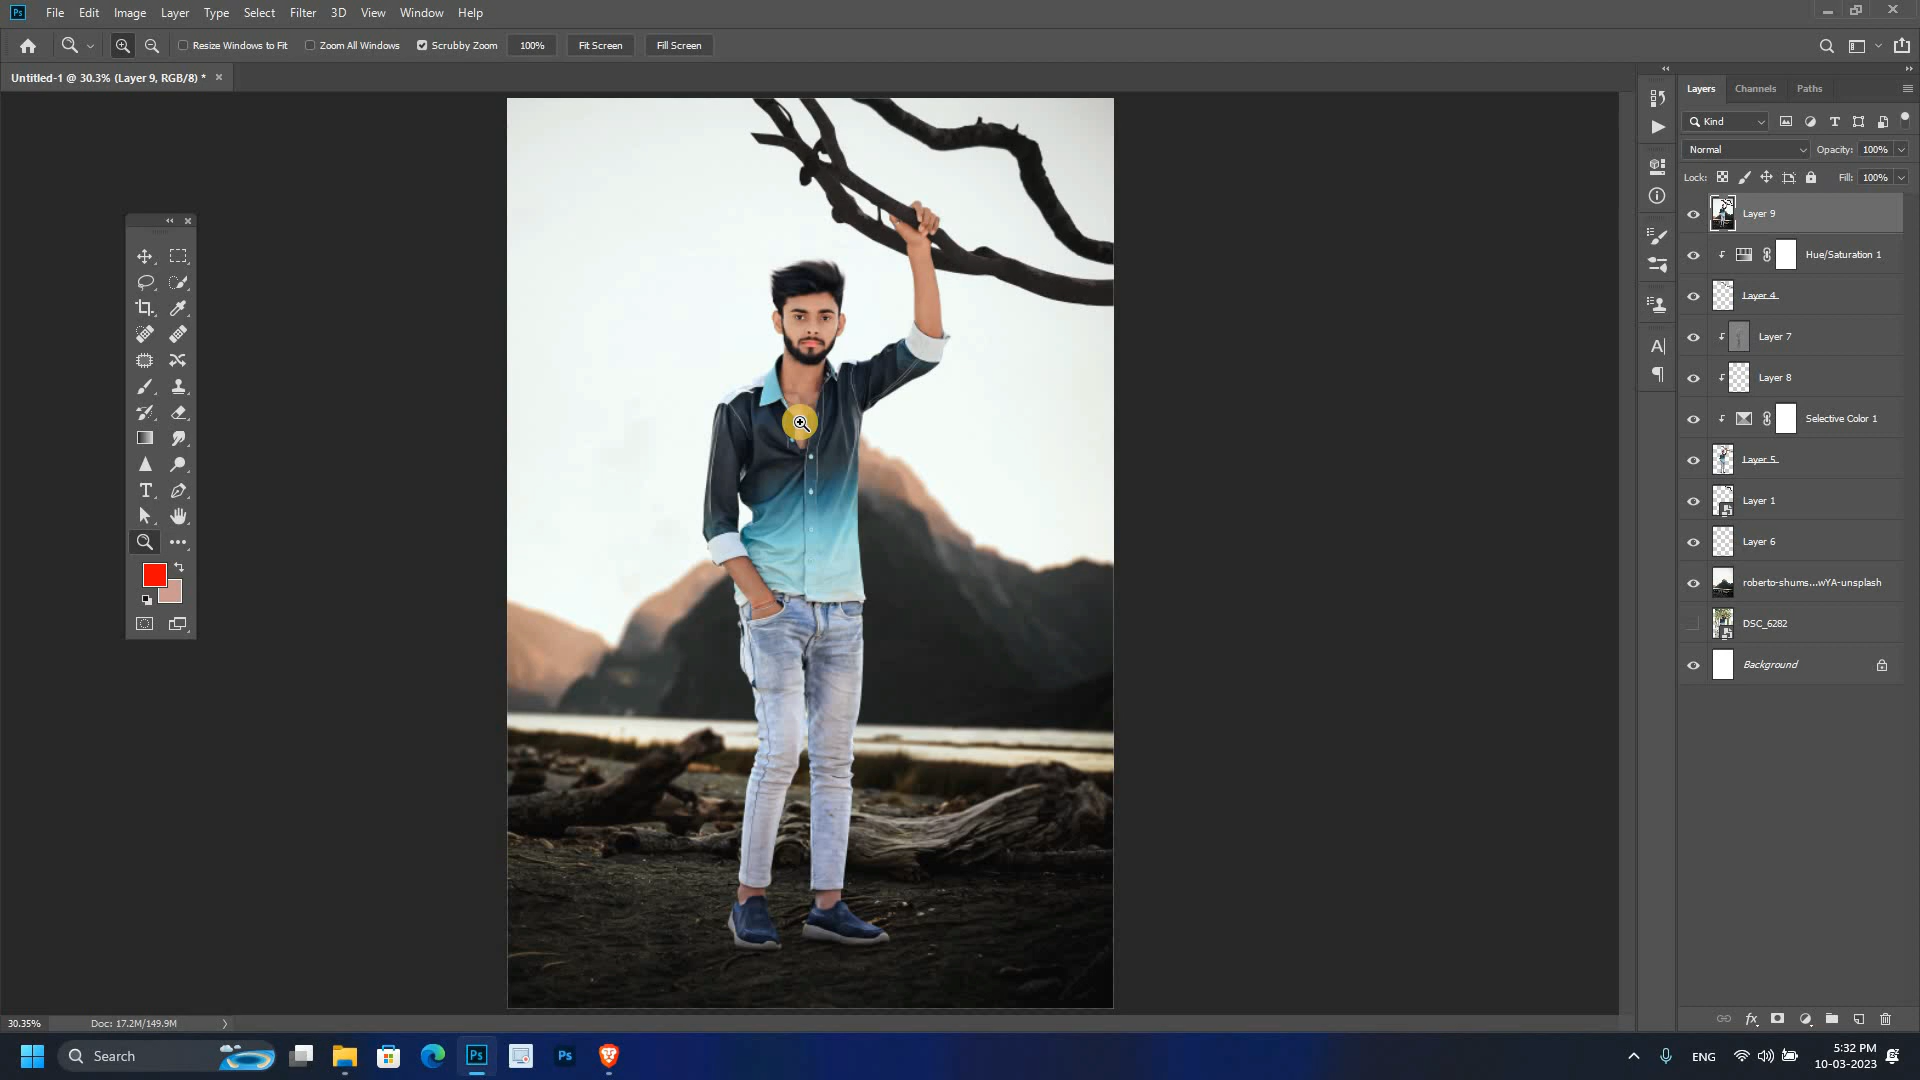 Ps File Edit Image Layer Type Select Filter 3D View Window Help
Resize Windows to Fit Zoom All Windows Scrubby Zoom 100% Fit Screen Fill Screen
Untitled-1 @ 30.3% (Layer 9, RGB/8) *
Layers Channels Paths
Kind
Normal Opacity: 100%
Lock: Fill: 100%
Layer 9
Hue/Saturation 1
Layer 4
Layer 7
Layer 8
Selective Color 1
Layer 5
Layer 1
Layer 6
roberto-shums...wYA-unsplash
DSC_6282
Background
30.35% Doc: 17.2M/149.9M
Search Ps Ps ENG 5:32 PM
10-03-2023